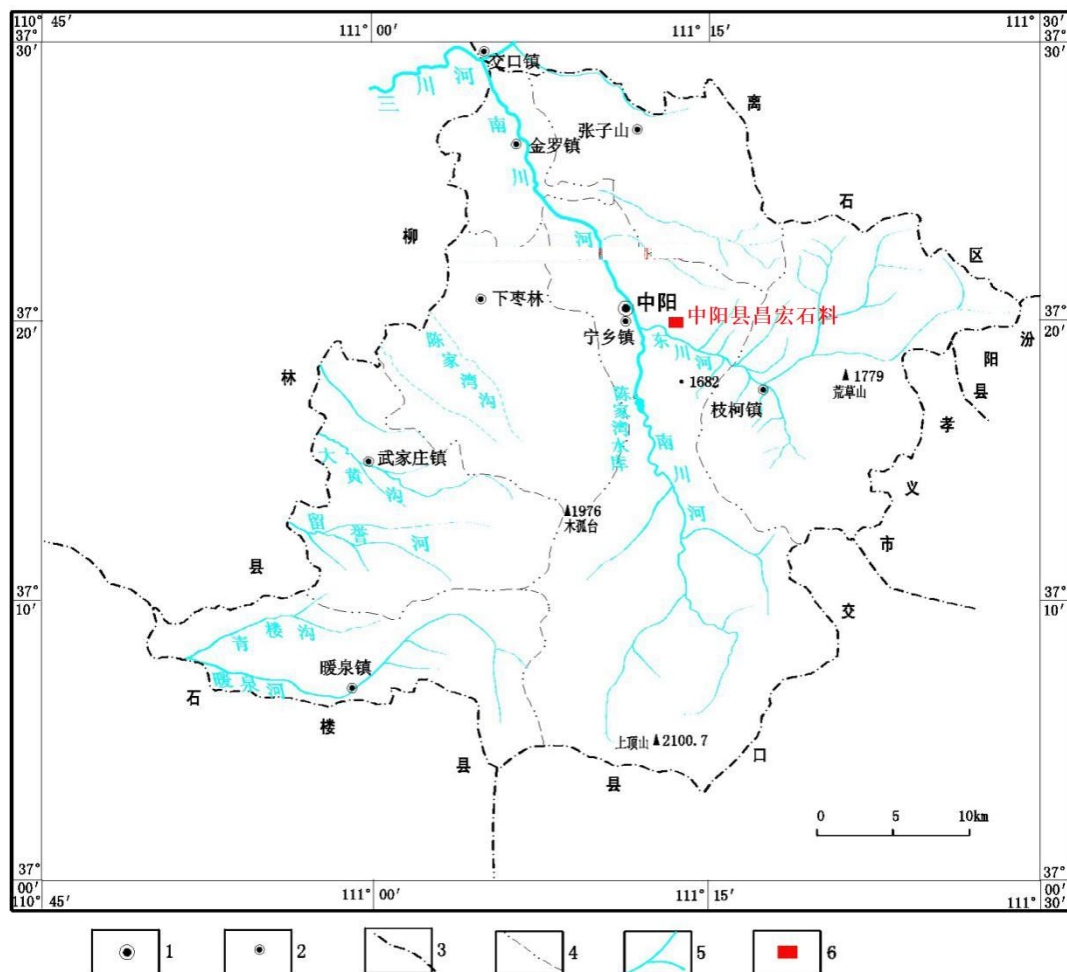 110° 45′
37° 30′
111° 00′
111° 15′
111° 30′
37° 30′
交口镇
三川河
离石区
张子山
南川河
金罗镇
柳林县
下枣林
中阳
宁乡镇
中阳县昌宏石料
37° 20′
37° 20′
汾阳县
东川河
1682
1779
荒草山
枝柯镇
陈家湾沟
陈家湾水库
南川河
孝义市
武家庄镇
大黄沟
1976
木孤台
留誉河
37° 10′
37° 10′
交口县
青楼沟
暖泉镇
暖泉河
石楼县
上顶山 2100.7
0 5 10km
37° 00′
110° 45′
111° 00′
111° 15′
37° 00′
111° 30′
1 2 3 4 5 6